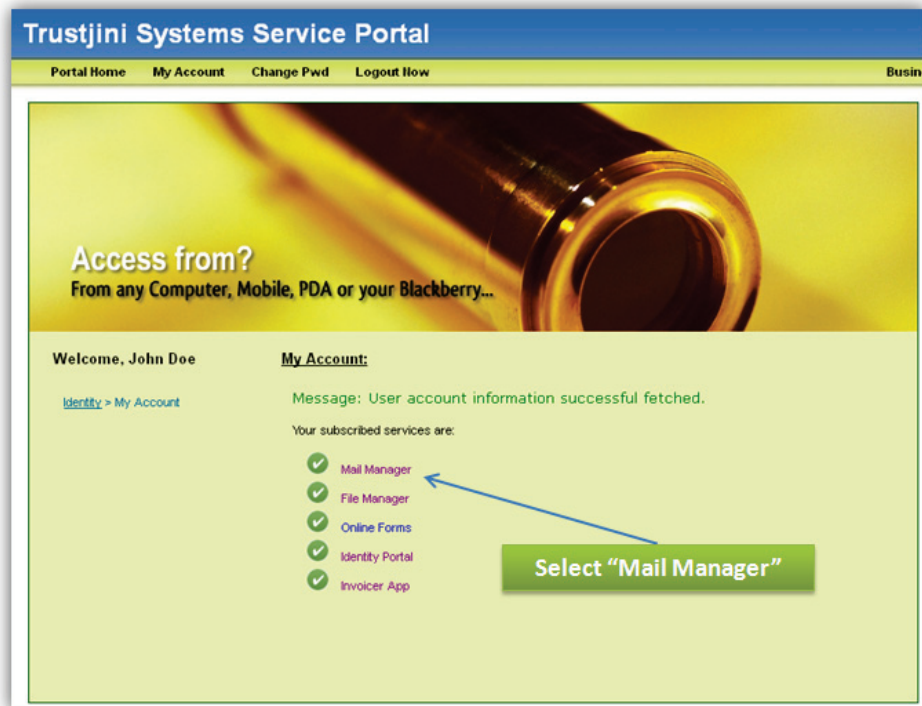 Trustjini Systems Service Portal
Portal Home My Account Change Pwd Logout Now Busin
Access from?
From any Computer, Mobile, PDA or your Blackberry...
Welcome, John Doe
My Account:
Identity > My Account
Message: User account information successful fetched.
Your subscribed services are:
Mail Manager
File Manager
Online Forms
Identity Portal
Invoicer App
Select “Mail Manager”